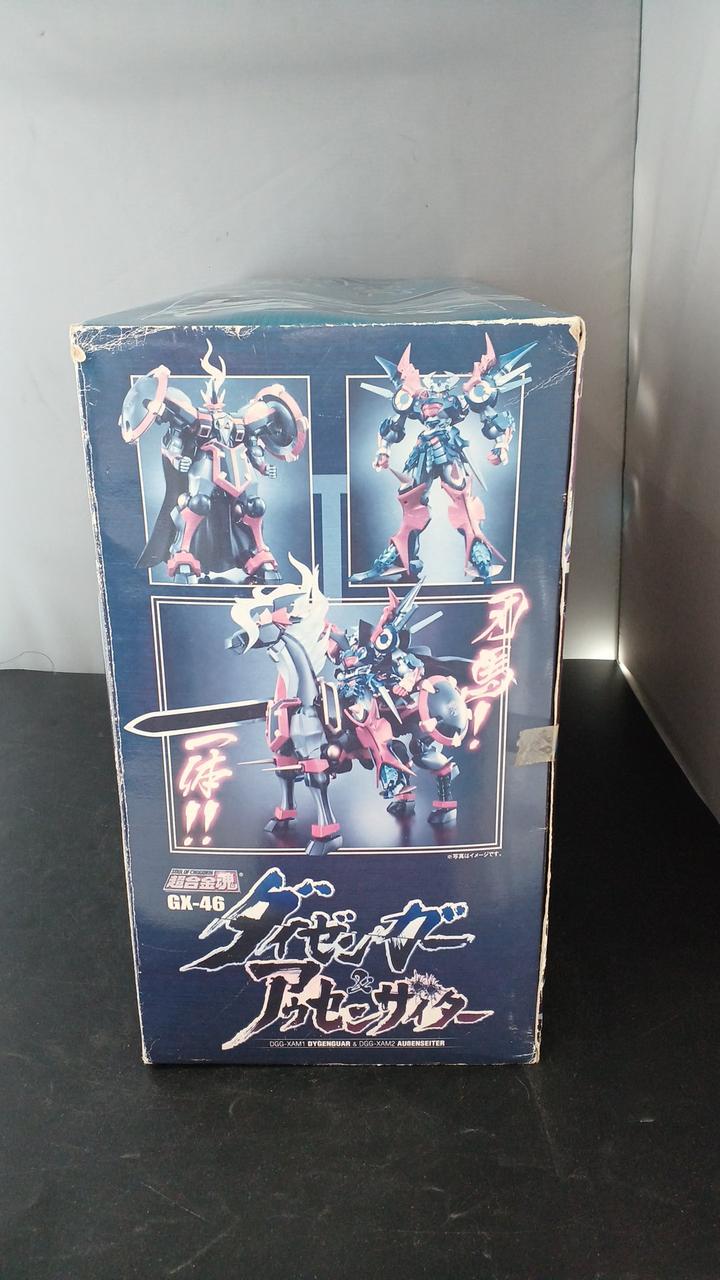 刃馬!
一体!!
※写真はイメージです。
SOUL OF CHOGOKIN
超合金魂®
GX-46
ダイゼンガー
&
アウセンザイター
DGG-XAM1 DYGENGUAR & DGG-XAM2 AUßENSEITER